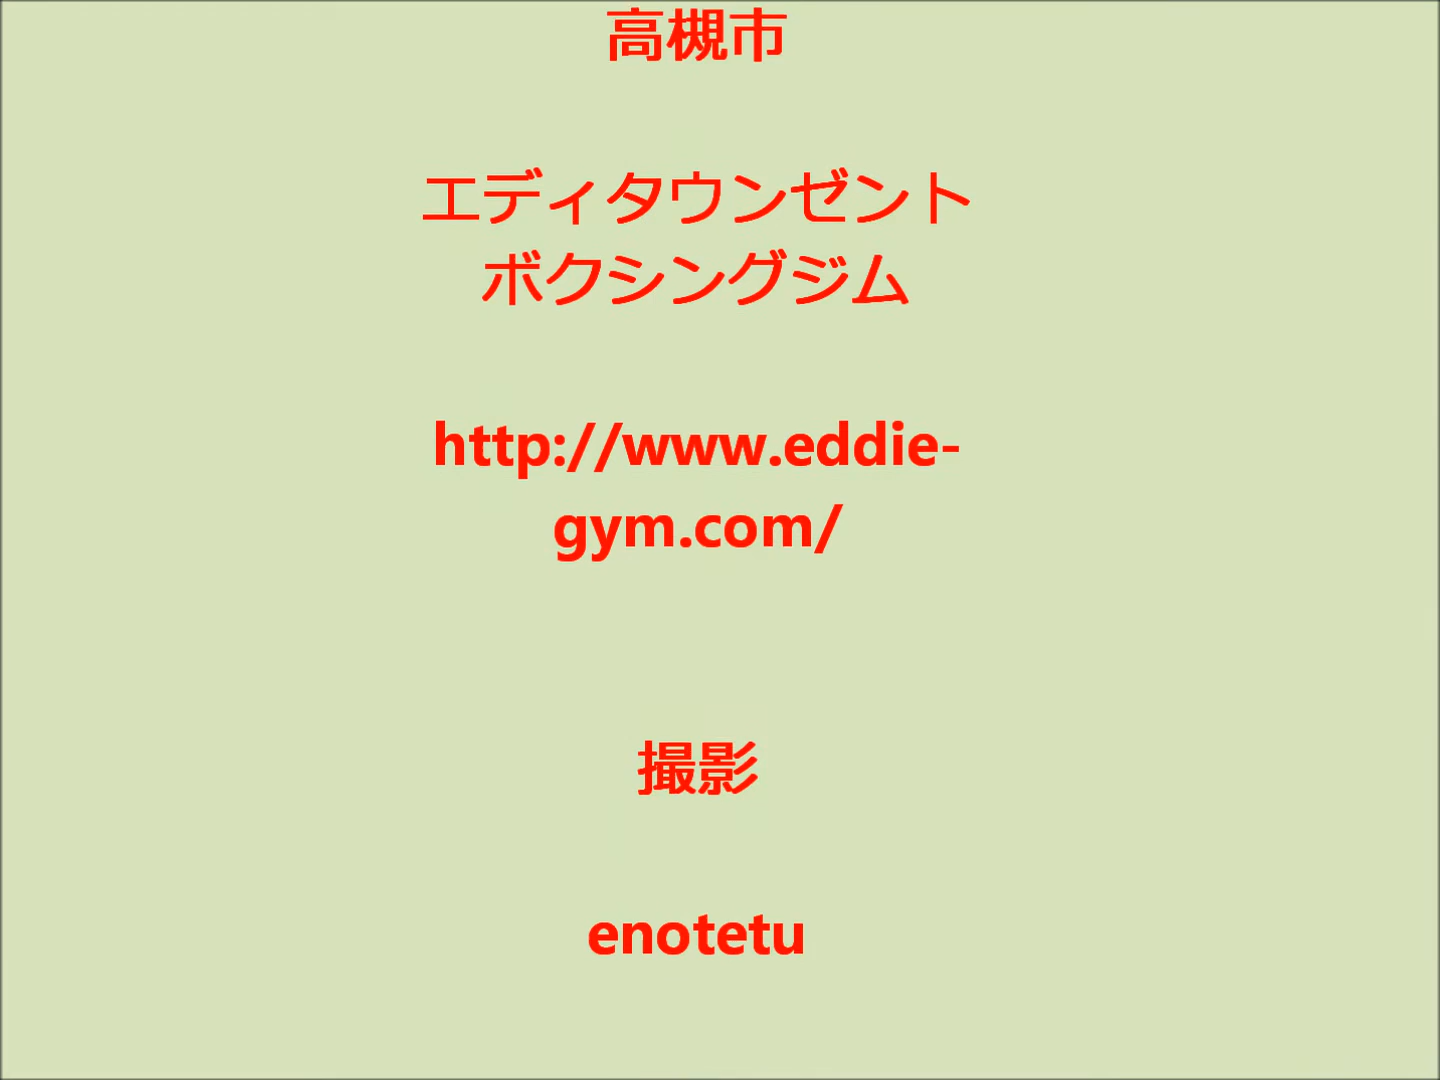 高槻市
エディタウンゼント
ボクシングジム
http://www.eddie-
gym.com/
撮影
enotetu